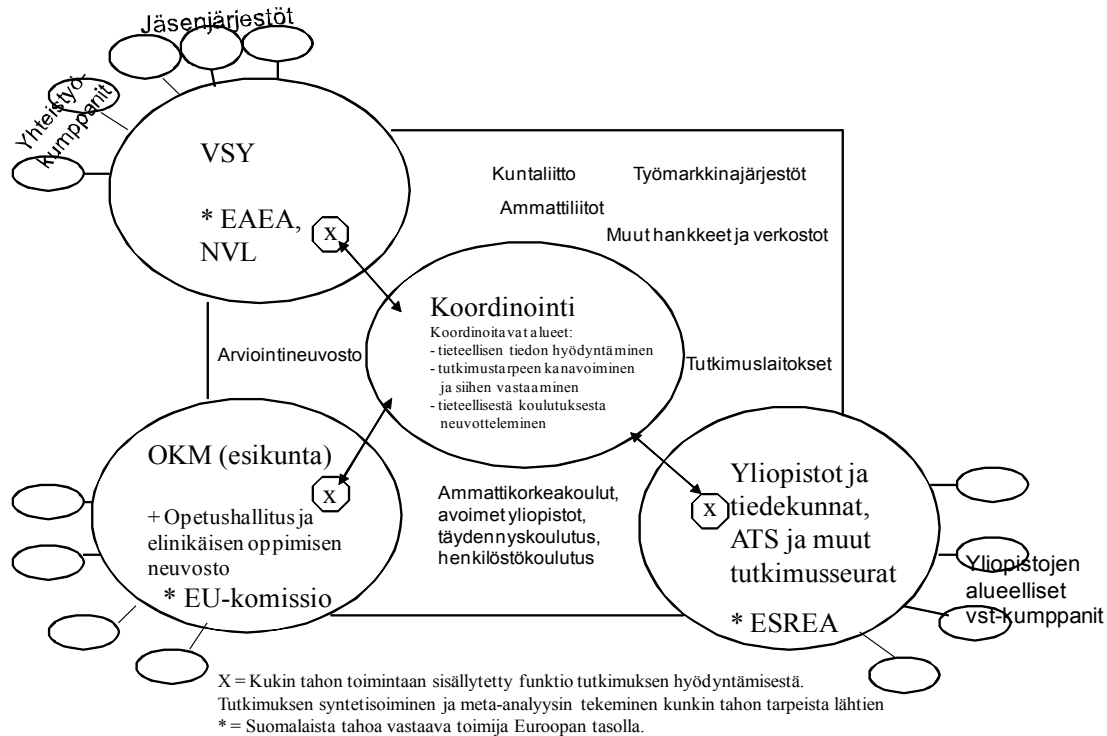 Jäsenjärjestöt
Yhteistyö-
kumppanit
VSY
* EAEA,
NVL
x
Kuntaliitto
Työmarkkinajärjestöt
Ammattiliitot
Muut hankkeet ja verkostot
Koordinointi
Koordinoitavat alueet:
- tieteellisen tiedon hyödyntäminen
- tutkimustarpeen kanavoiminen
ja siihen vastaaminen
- tieteellisestä koulutuksesta
neuvotteleminen
Arviointineuvosto
Tutkimuslaitokset
OKM (esikunta)
x
+ Opetushallitus ja
elinikäisen oppimisen
neuvosto
* EU-komissio
Ammattikorkeakoulut,
avoimet yliopistot,
täydennyskoulutus,
henkilöstökoulutus
x
Yliopistot ja
tiedekunnat,
ATS ja muut
tutkimusseurat
* ESREA
Yliopistojen
alueelliset
vst-kumppanit
X = Kukin tahon toimintaan sisällytetty funktio tutkimuksen hyödyntämisestä.
Tutkimuksen syntetisoiminen ja meta-analyysin tekeminen kunkin tahon tarpeista lähtien
* = Suomalaista tahoa vastaava toimija Euroopan tasolla.